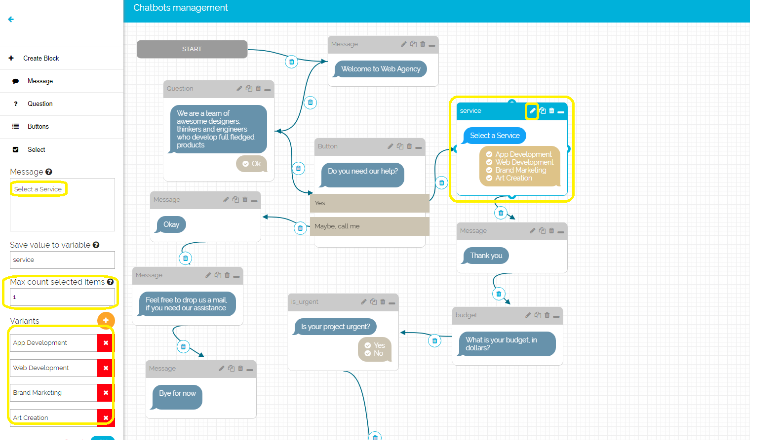 Chatbots management
Create Block
Message
Question
Buttons
Select
Message
Select a Service
Save value to variable
service
Max count selected items
1
Variants
App Development
Web Development
Brand Marketing
Art Creation
START
Message
Welcome to Web Agency
Question
We are a team of
awesome designers,
thinkers and engineers
who develop full fledged
products
Ok
Button
Do you need our help?
Yes
Maybe, call me
service
Select a Service
App Development
Web Development
Brand Marketing
Art Creation
Message
Okay
Message
Thank you
Message
Feel free to drop us a mail,
if you need our assistance
is_urgent
Is your project urgent?
Yes
No
budget
What is your budget, in
dollars?
Message
Bye for now